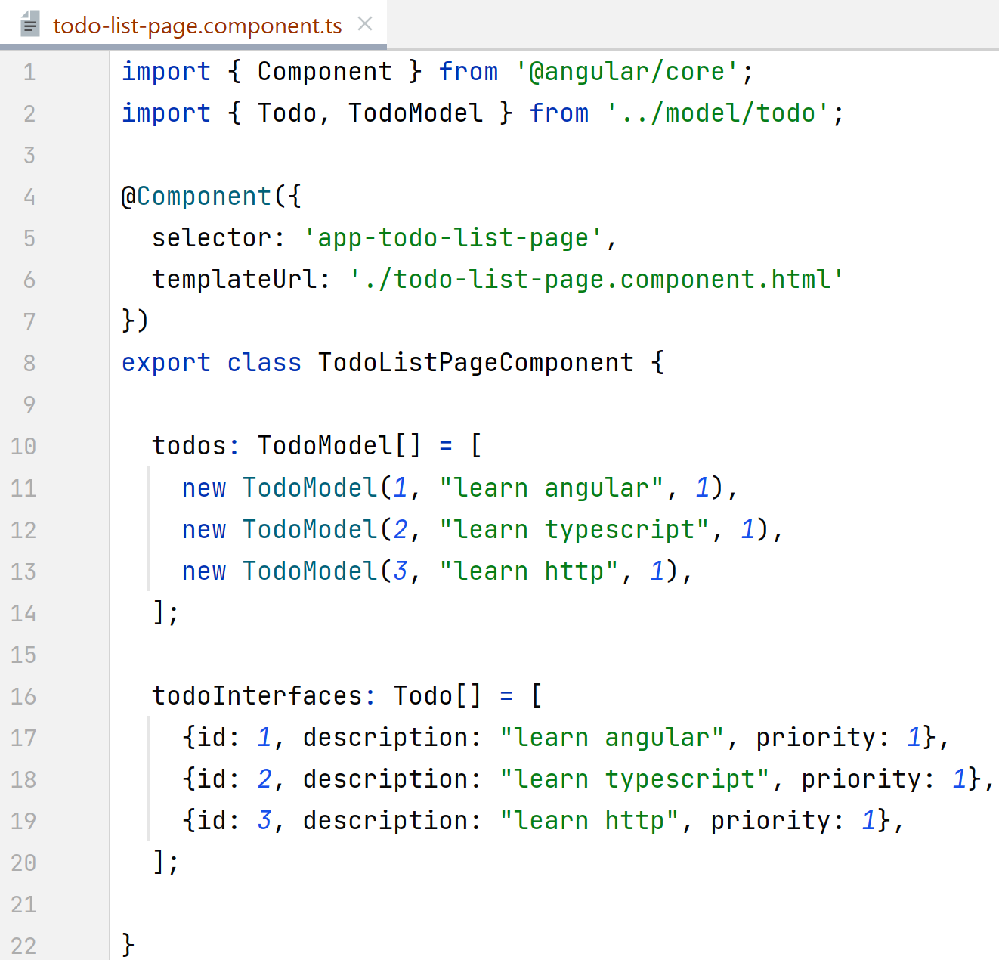 todo-list-page.component.ts
1 import { Component } from '@angular/core';
2 import { Todo, TodoModel } from '../model/todo';
3
4 @Component({
5   selector: 'app-todo-list-page',
6   templateUrl: './todo-list-page.component.html'
7 })
8 export class TodoListPageComponent {
9
10   todos: TodoModel[] = [
11     new TodoModel(1, "learn angular", 1),
12     new TodoModel(2, "learn typescript", 1),
13     new TodoModel(3, "learn http", 1),
14   ];
15
16   todoInterfaces: Todo[] = [
17     {id: 1, description: "learn angular", priority: 1},
18     {id: 2, description: "learn typescript", priority: 1},
19     {id: 3, description: "learn http", priority: 1},
20   ];
21
22 }